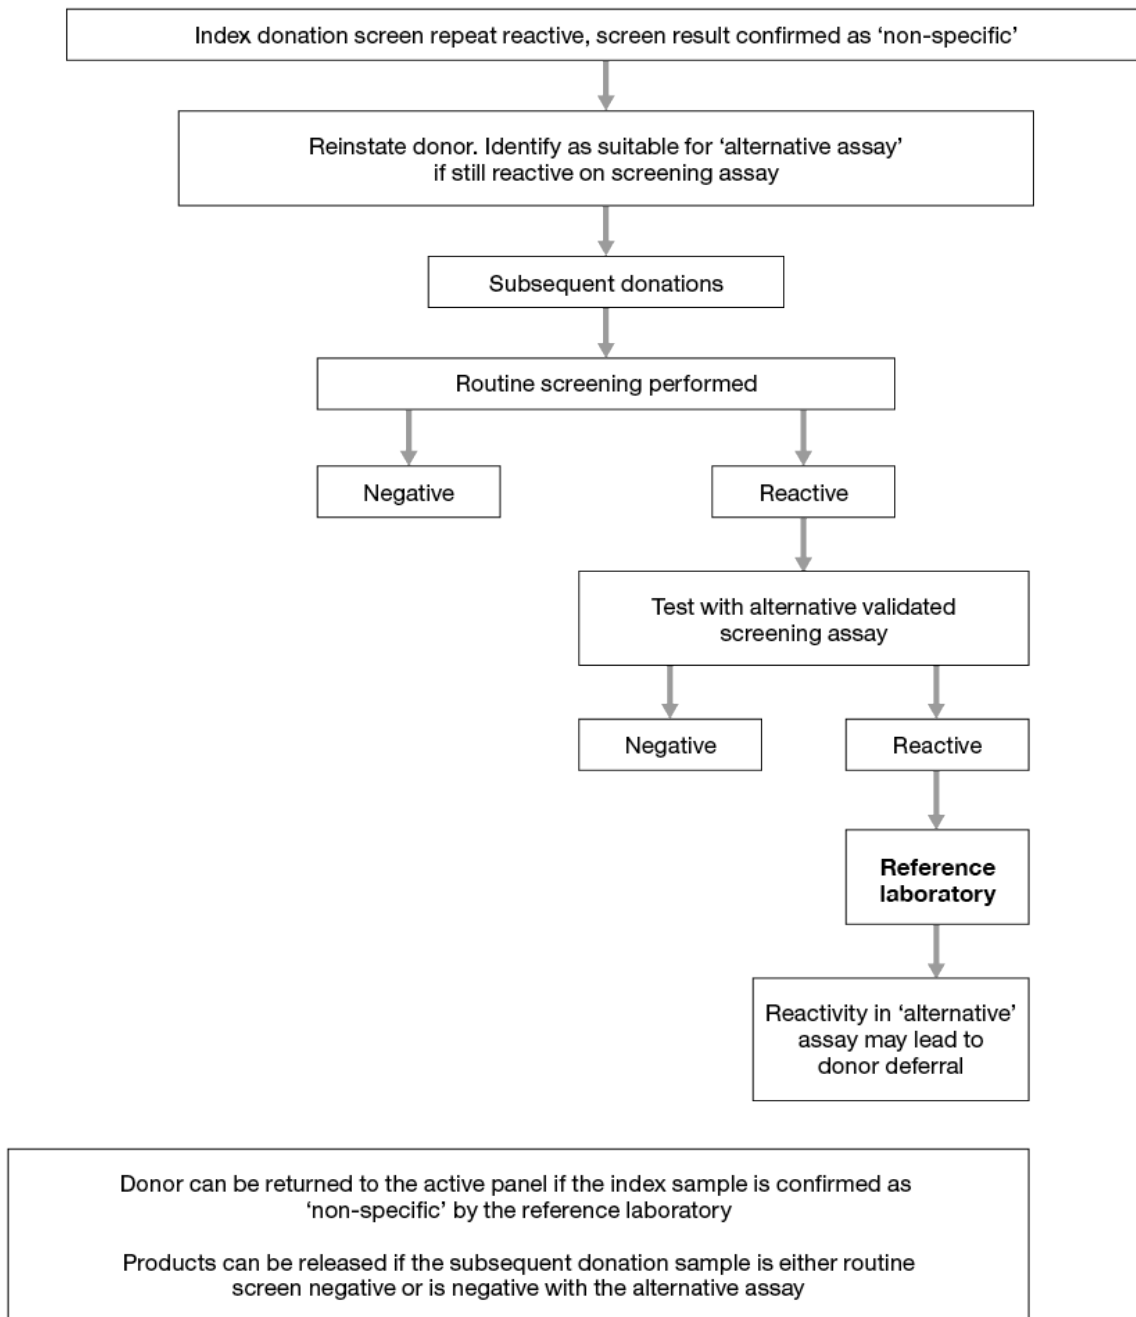 Index donation screen repeat reactive, screen result confirmed as ‘non-specific’
Reinstate donor. Identify as suitable for ‘alternative assay’
if still reactive on screening assay
Subsequent donations
Routine screening performed
Negative
Reactive
Test with alternative validated
screening assay
Negative
Reactive
Reference
laboratory
Reactivity in ‘alternative’
assay may lead to
donor deferral
Donor can be returned to the active panel if the index sample is confirmed as
‘non-specific’ by the reference laboratory
Products can be released if the subsequent donation sample is either routine
screen negative or is negative with the alternative assay